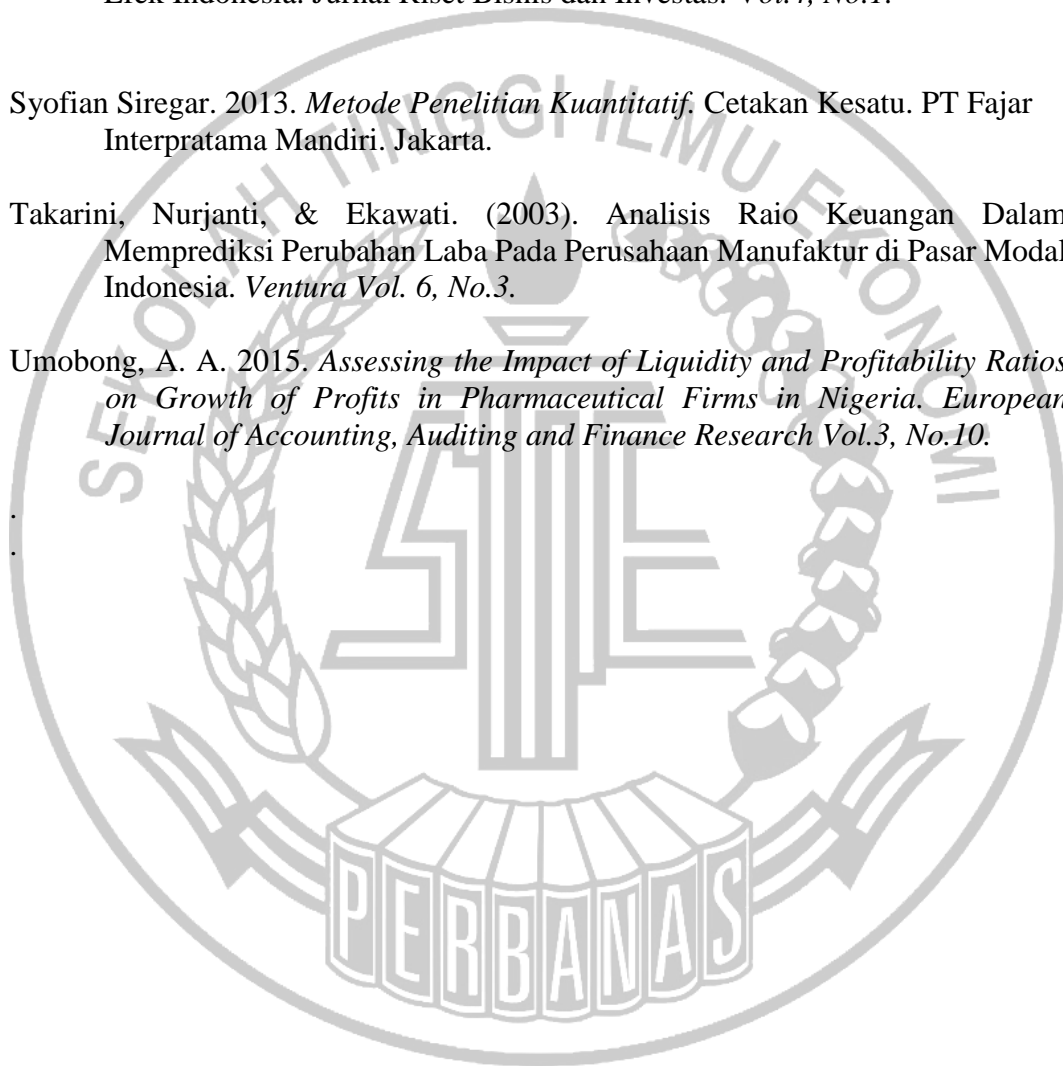 Efek Indonesia. Jurnal Riset Bisnis dan Investas. Vol.4, No.1.
Syofian Siregar. 2013. Metode Penelitian Kuantitatif. Cetakan Kesatu. PT Fajar
Interpratama Mandiri. Jakarta.
Takarini, Nurjanti, & Ekawati. (2003). Analisis Raio Keuangan Dalam
Memprediksi Perubahan Laba Pada Perusahaan Manufaktur di Pasar Modal
Indonesia. Ventura Vol. 6, No.3.
Umobong, A. A. 2015. Assessing the Impact of Liquidity and Profitability Ratios
on Growth of Profits in Pharmaceutical Firms in Nigeria. European
Journal of Accounting, Auditing and Finance Research Vol.3, No.10.
.
.
SEKOLAH TINGGI ILMU EKONOMI
STIE
PERBANAS